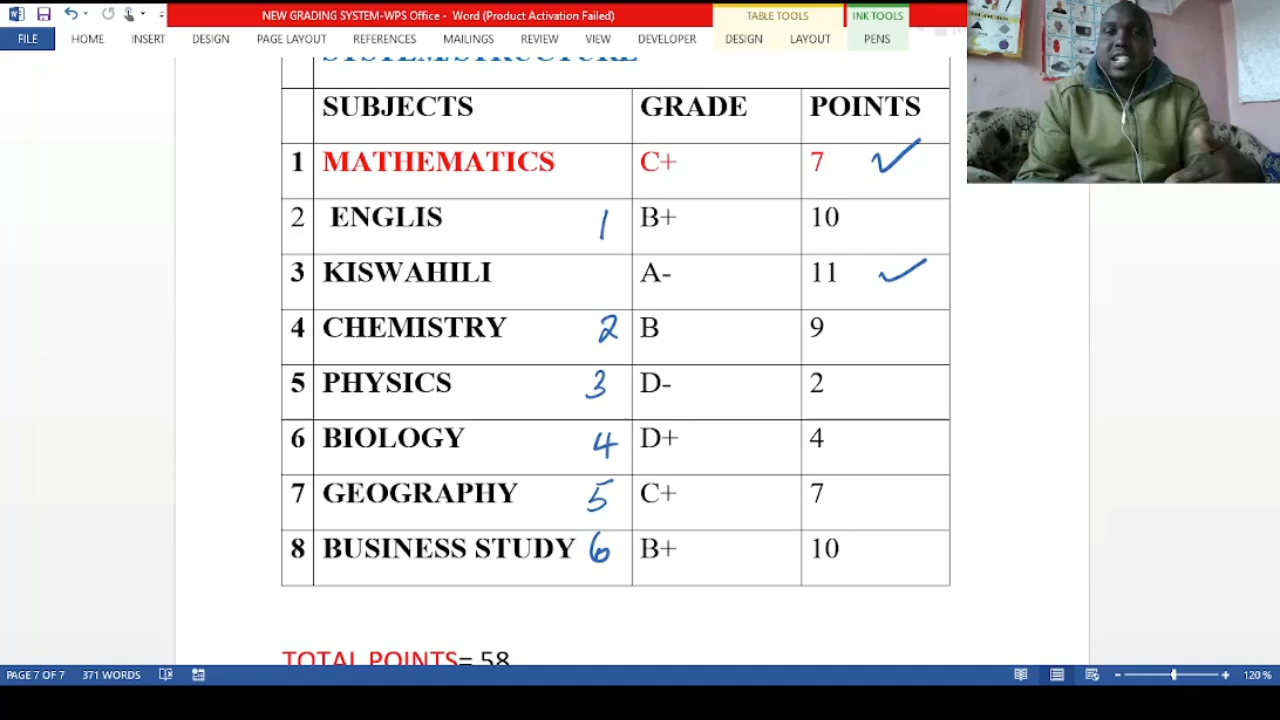 NEW GRADING SYSTEM-WPS Office - Word (Product Activation Failed)
TABLE TOOLS
INK TOOLS
FILE HOME INSERT DESIGN PAGE LAYOUT REFERENCES MAILINGS REVIEW VIEW DEVELOPER DESIGN LAYOUT PENS
SYSTEM/STRUCTURE
SUBJECTS GRADE POINTS
1 MATHEMATICS C+ 7 ✓
2 ENGLIS 1 B+ 10
3 KISWAHILI A- 11 ✓
4 CHEMISTRY 2 B 9
5 PHYSICS 3 D- 2
6 BIOLOGY 4 D+ 4
7 GEOGRAPHY 5 C+ 7
8 BUSINESS STUDY 6 B+ 10
TOTAL POINTS= 58
PAGE 7 OF 7 371 WORDS 120 %